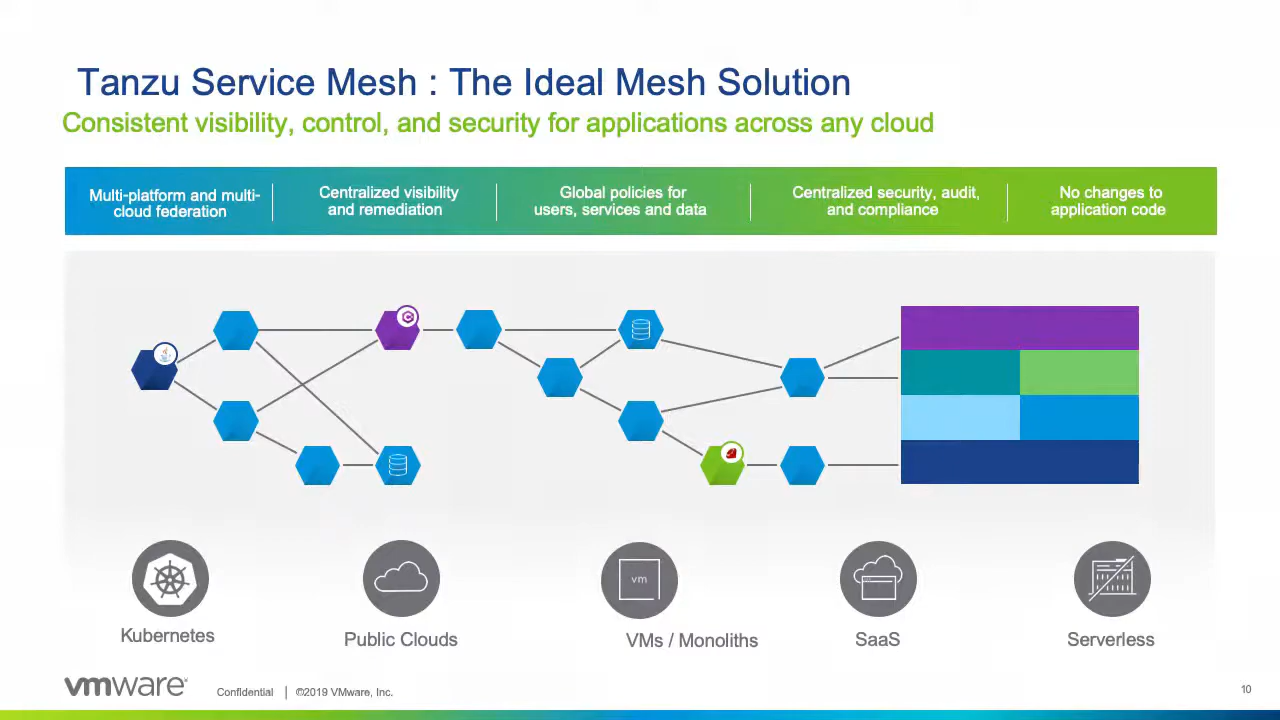 Tanzu Service Mesh : The Ideal Mesh Solution
Consistent visibility, control, and security for applications across any cloud
Multi-platform and multi-
cloud federation
Centralized visibility
and remediation
Global policies for
users, services and data
Centralized security, audit,
and compliance
No changes to
application code
vm
Kubernetes
Public Clouds
VMs / Monoliths
SaaS
Serverless
vmware
Confidential
©2019 VMware, Inc.
10